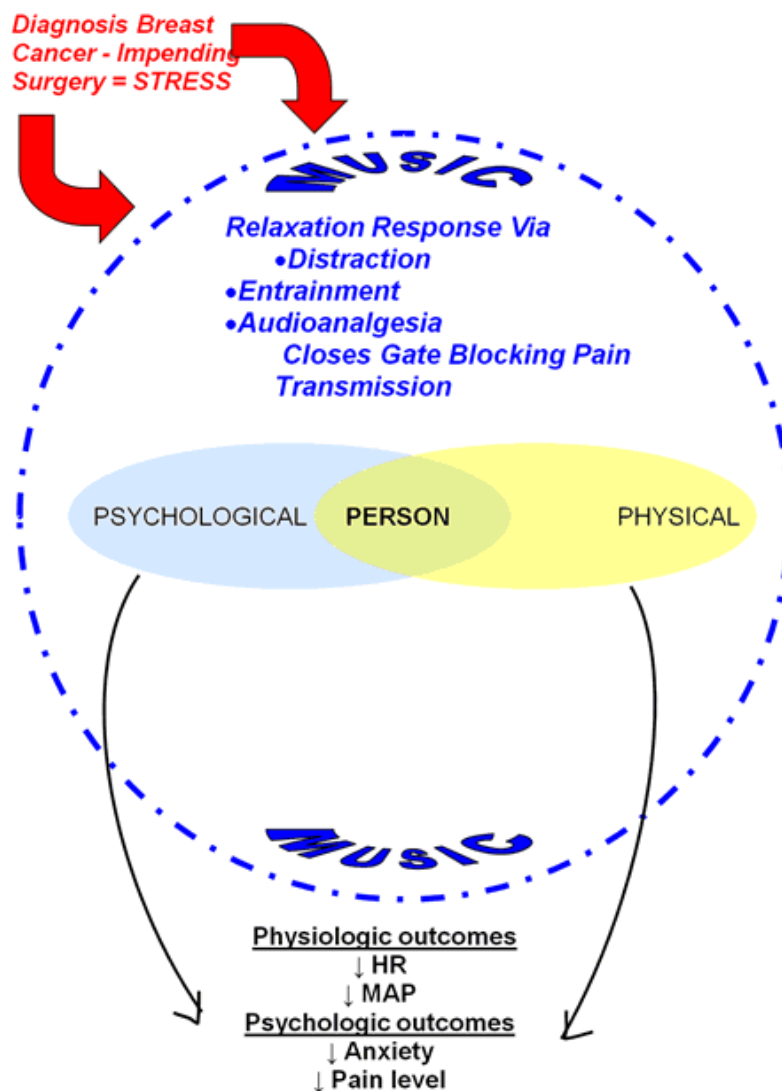 Diagnosis Breast
Cancer - Impending
Surgery = STRESS
MUSIC
Relaxation Response Via
•Distraction
•Entrainment
•Audioanalgesia
Closes Gate Blocking Pain
Transmission
PSYCHOLOGICAL PERSON PHYSICAL
MUSIC
Physiologic outcomes
↓ HR
↓ MAP
Psychologic outcomes
↓ Anxiety
↓ Pain level